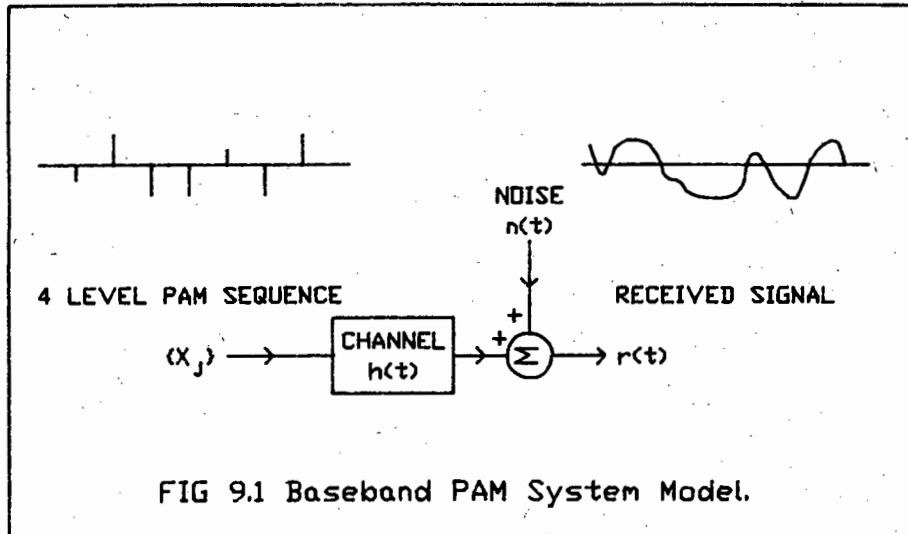 NOISE
n(t)
4 LEVEL PAM SEQUENCE
RECEIVED SIGNAL
+
+
{X_J}
CHANNEL
h(t)
Σ
r(t)
FIG 9.1 Baseband PAM System Model.